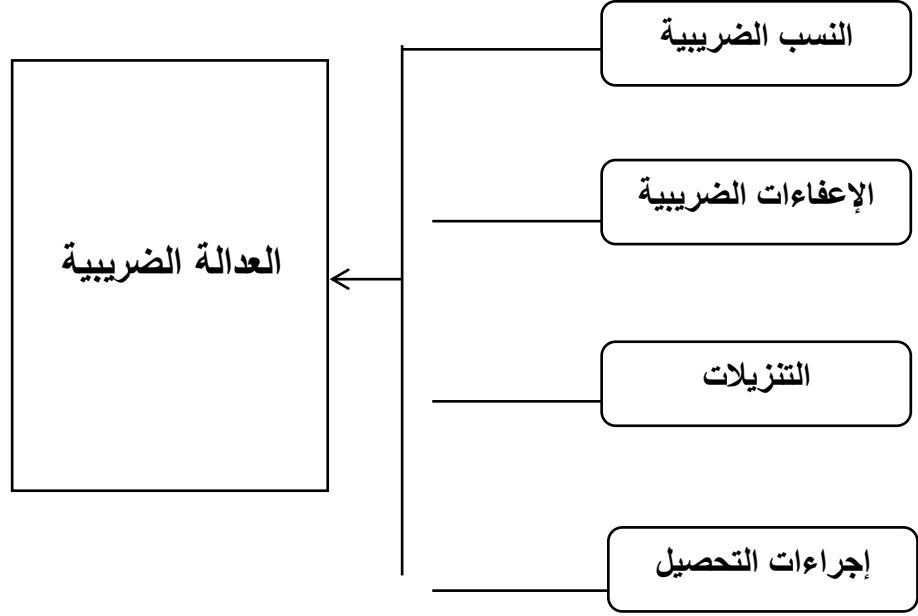 النسب الضريبية
الإعفاءات الضريبية
العدالة الضريبية
التنزيلات
إجراءات التحصيل